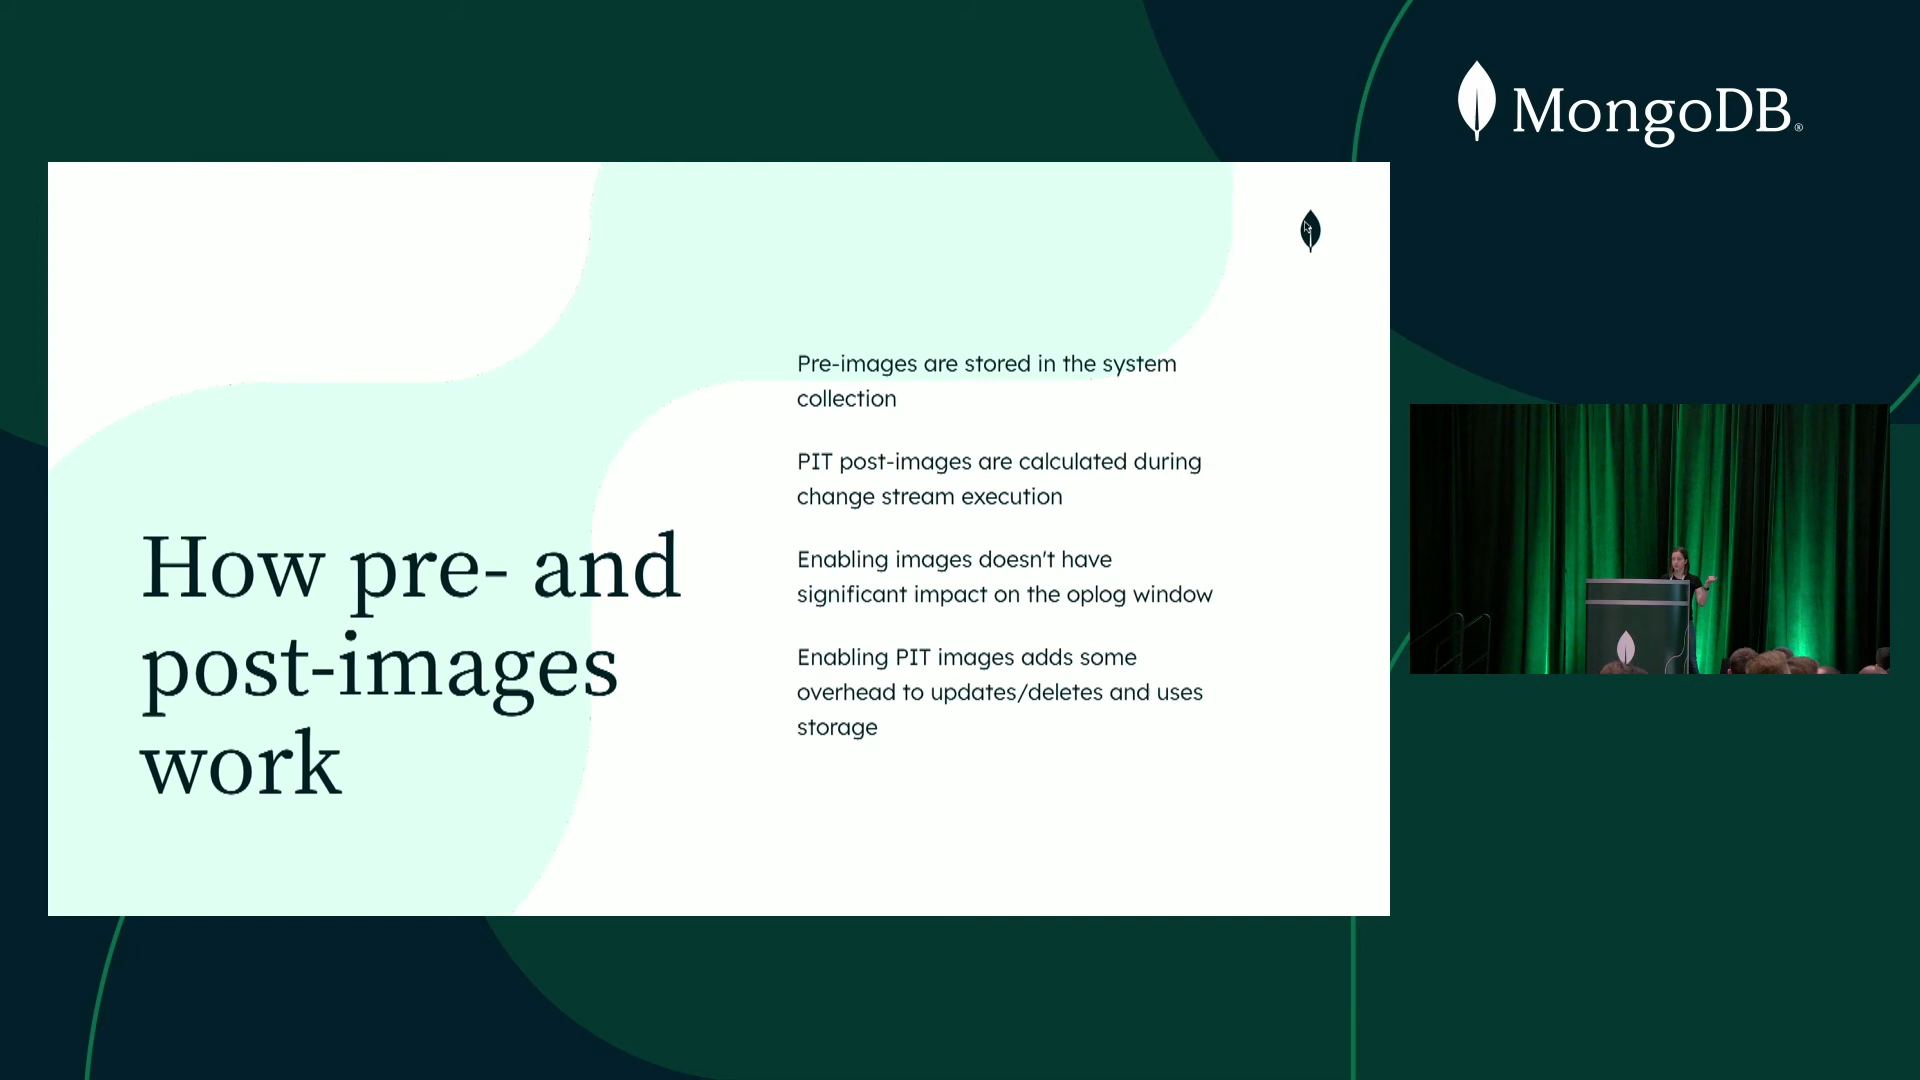 MongoDB®
How pre- and
post-images
work
Pre-images are stored in the system
collection
PIT post-images are calculated during
change stream execution
Enabling images doesn't have
significant impact on the oplog window
Enabling PIT images adds some
overhead to updates/deletes and uses
storage